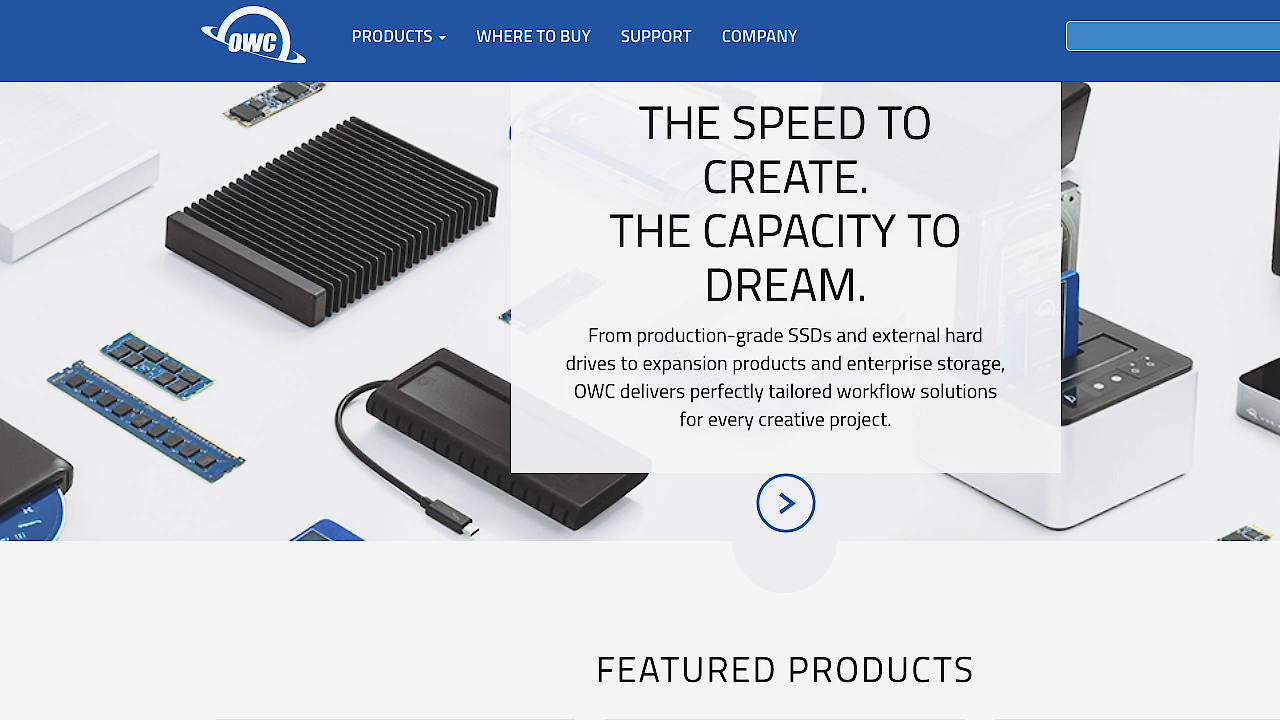 OWC
PRODUCTS
WHERE TO BUY
SUPPORT
COMPANY
THE SPEED TO
CREATE.
THE CAPACITY TO
DREAM.
From production-grade SSDs and external hard
drives to expansion products and enterprise storage,
OWC delivers perfectly tailored workflow solutions
for every creative project.
FEATURED PRODUCTS